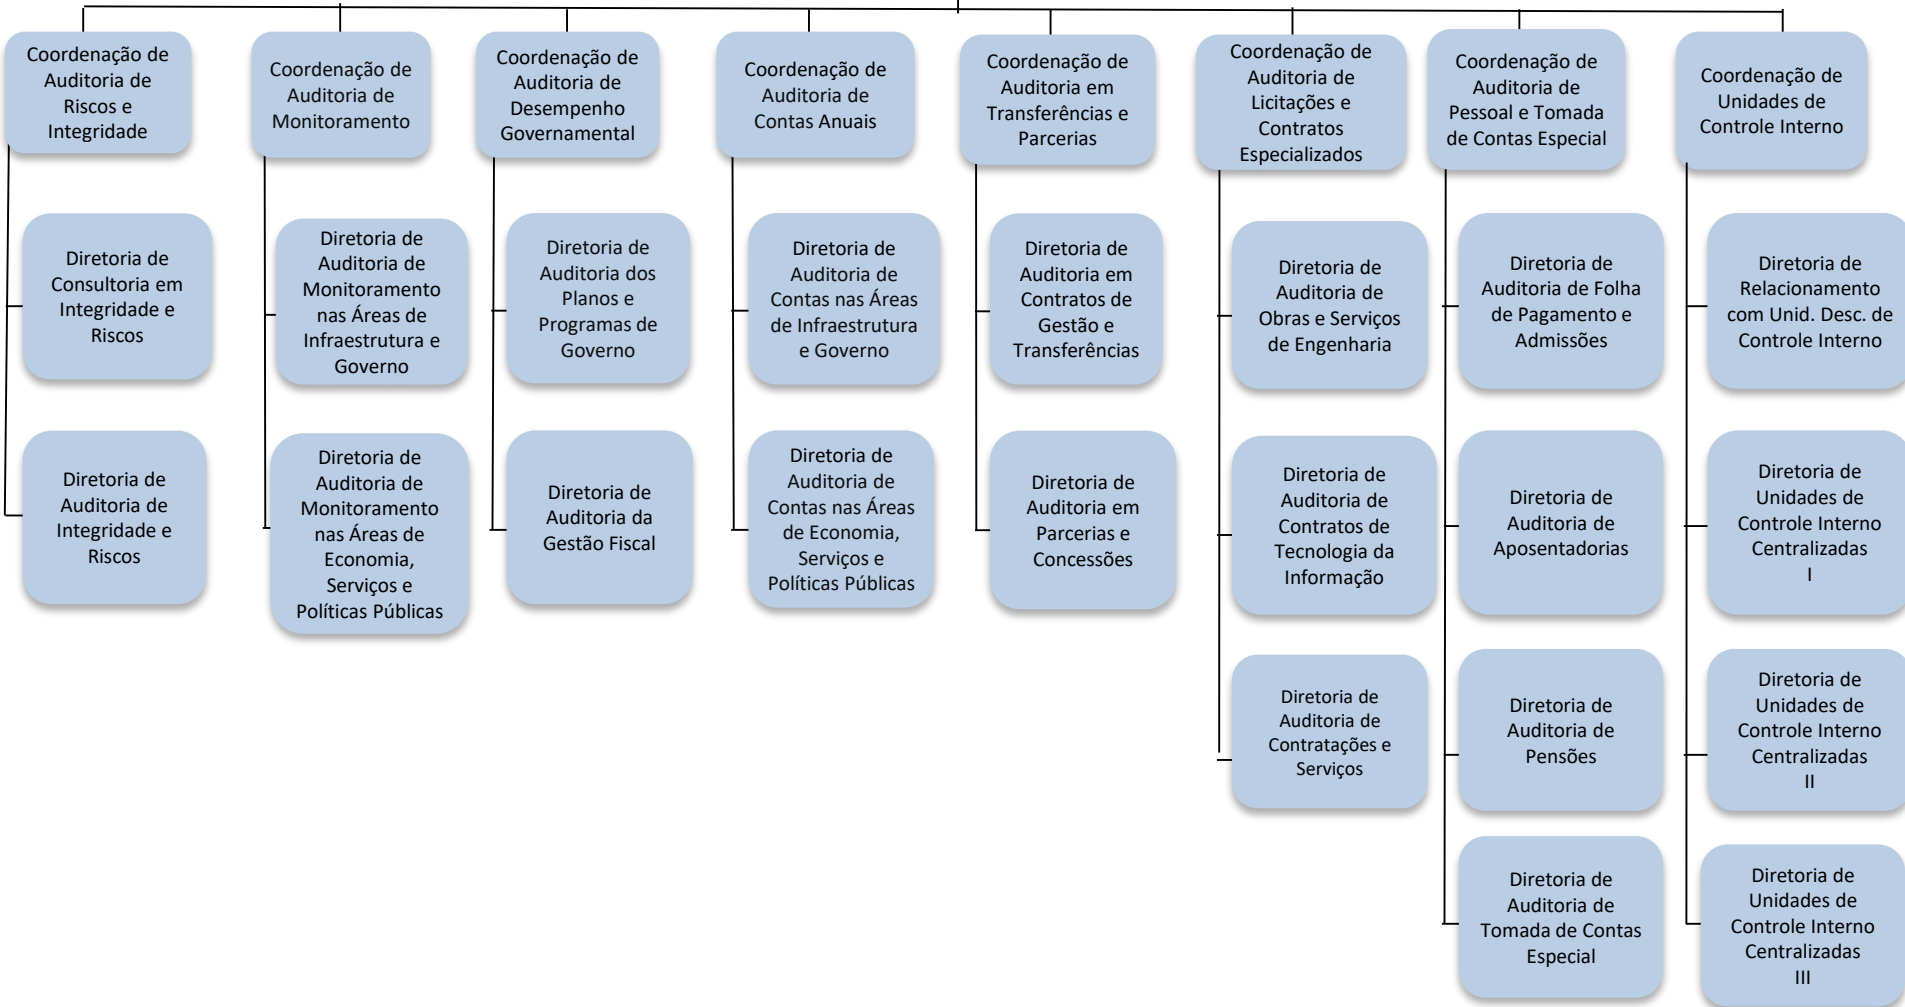 Coordenação de
Auditoria de
Riscos e
Integridade
Coordenação de
Auditoria de
Monitoramento
Coordenação de
Auditoria de
Desempenho
Governamental
Coordenação de
Auditoria de
Contas Anuais
Coordenação de
Auditoria em
Transferências e
Parcerias
Coordenação de
Auditoria de
Licitações e
Contratos
Especializados
Coordenação de
Auditoria de
Pessoal e Tomada
de Contas Especial
Coordenação de
Unidades de
Controle Interno
Diretoria de
Consultoria em
Integridade e
Riscos
Diretoria de
Auditoria de
Monitoramento
nas Áreas de
Infraestrutura e
Governo
Diretoria de
Auditoria dos
Planos e
Programas de
Governo
Diretoria de
Auditoria de
Contas nas Áreas
de Infraestrutura
e Governo
Diretoria de
Auditoria em
Contratos de
Gestão e
Transferências
Diretoria de
Auditoria de
Obras e Serviços
de Engenharia
Diretoria de
Auditoria de Folha
de Pagamento e
Admissões
Diretoria de
Relacionamento
com Unid. Desc. de
Controle Interno
Diretoria de
Auditoria de
Integridade e
Riscos
Diretoria de
Auditoria de
Monitoramento
nas Áreas de
Economia,
Serviços e
Políticas Públicas
Diretoria de
Auditoria da
Gestão Fiscal
Diretoria de
Auditoria de
Contas nas Áreas
de Economia,
Serviços e
Políticas Públicas
Diretoria de
Auditoria em
Parcerias e
Concessões
Diretoria de
Auditoria de
Contratos de
Tecnologia da
Informação
Diretoria de
Auditoria de
Aposentadorias
Diretoria de
Unidades de
Controle Interno
Centralizadas
I
Diretoria de
Auditoria de
Contratações e
Serviços
Diretoria de
Auditoria de
Pensões
Diretoria de
Unidades de
Controle Interno
Centralizadas
II
Diretoria de
Auditoria de
Tomada de Contas
Especial
Diretoria de
Unidades de
Controle Interno
Centralizadas
III